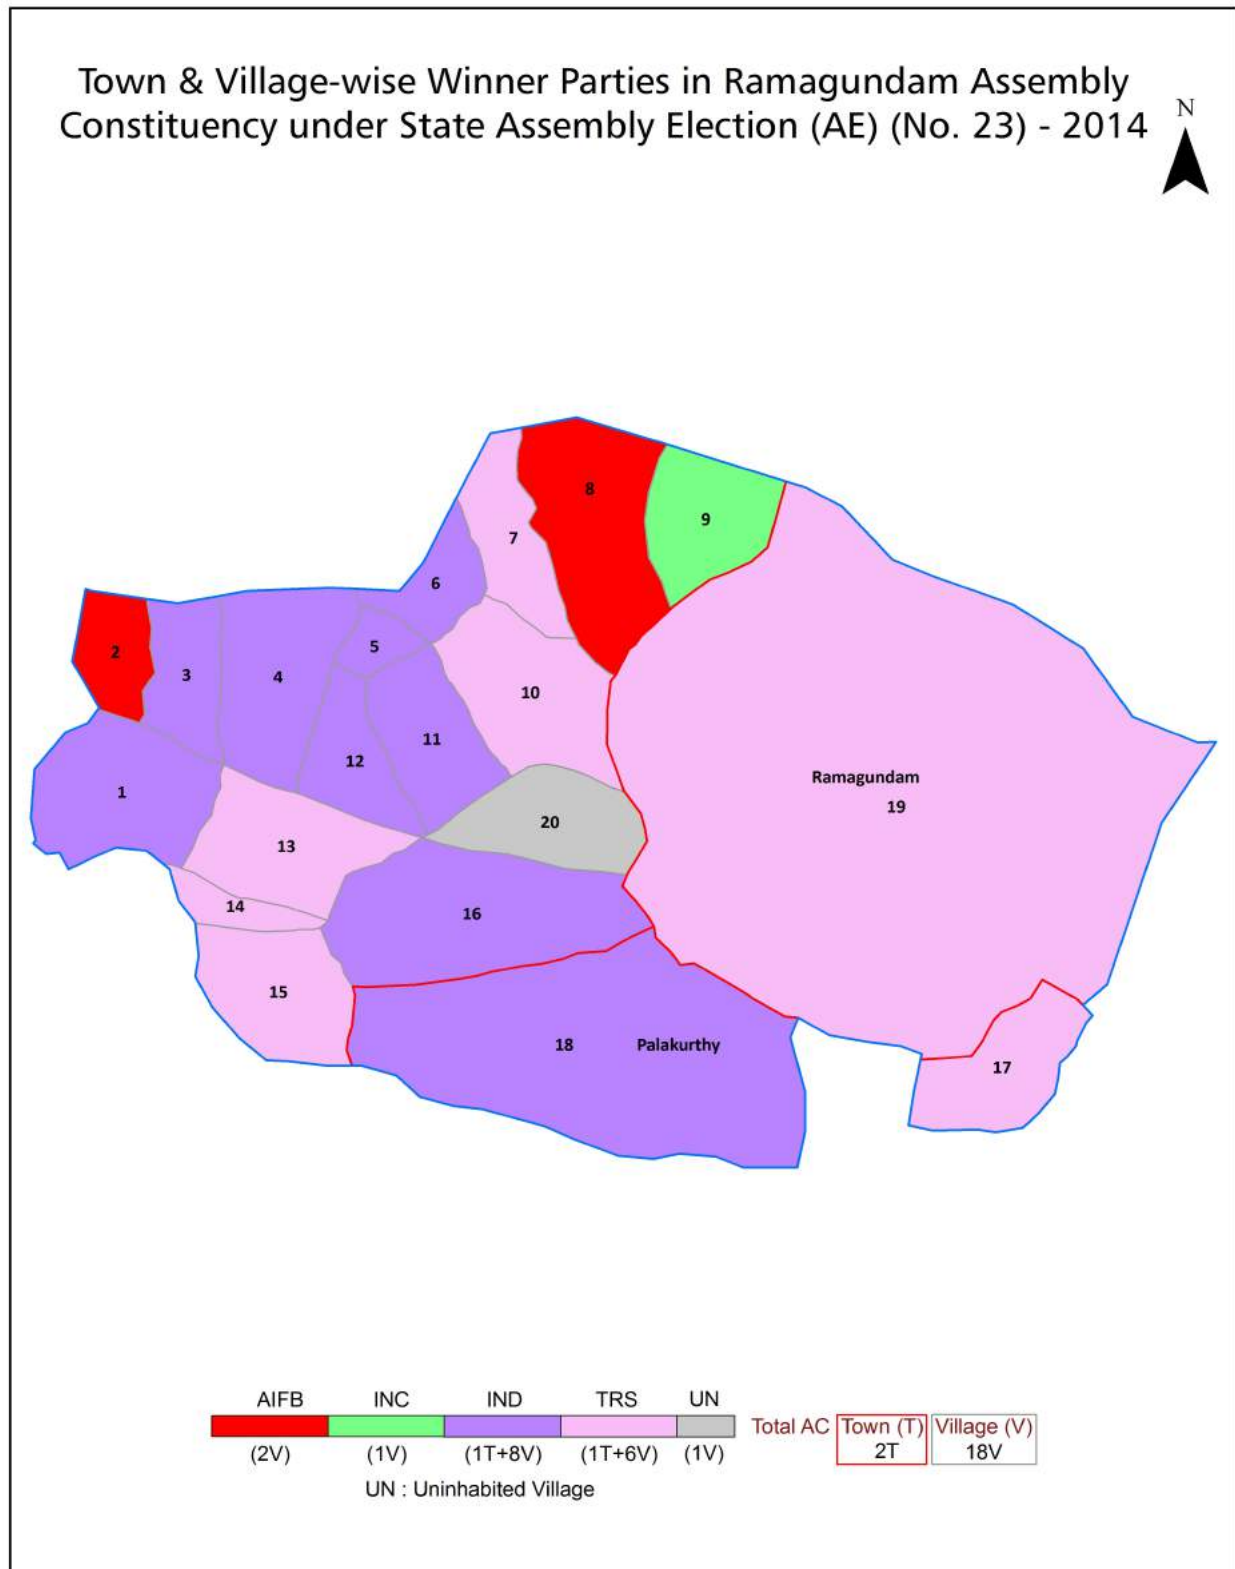 Town & Village-wise Winner Parties in Ramagundam Assembly
Constituency under State Assembly Election (AE) (No. 23) - 2014
N
8
9
7
6
5
2
3
4
10
11
12
Ramagundam
19
1
20
13
14
16
15
18
Palakurthy
17
AIFB INC IND TRS UN
Total AC Town (T) Village (V)
2T 18V
(2V) (1V) (1T+8V) (1T+6V) (1V)
UN : Uninhabited Village